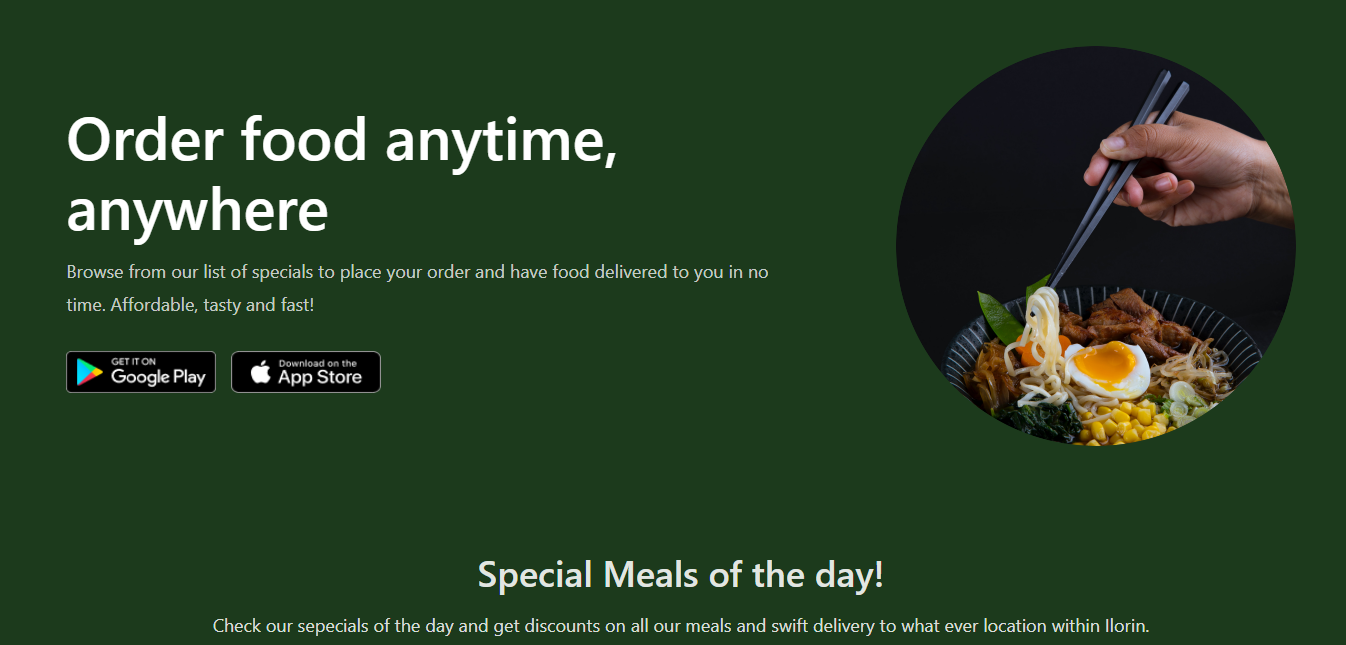 Order food anytime,
anywhere
Browse from our list of specials to place your order and have food delivered to you in no
time. Affordable, tasty and fast!
GET IT ON
Google Play
Download on the
App Store
Special Meals of the day!
Check our sepecials of the day and get discounts on all our meals and swift delivery to what ever location within Ilorin.